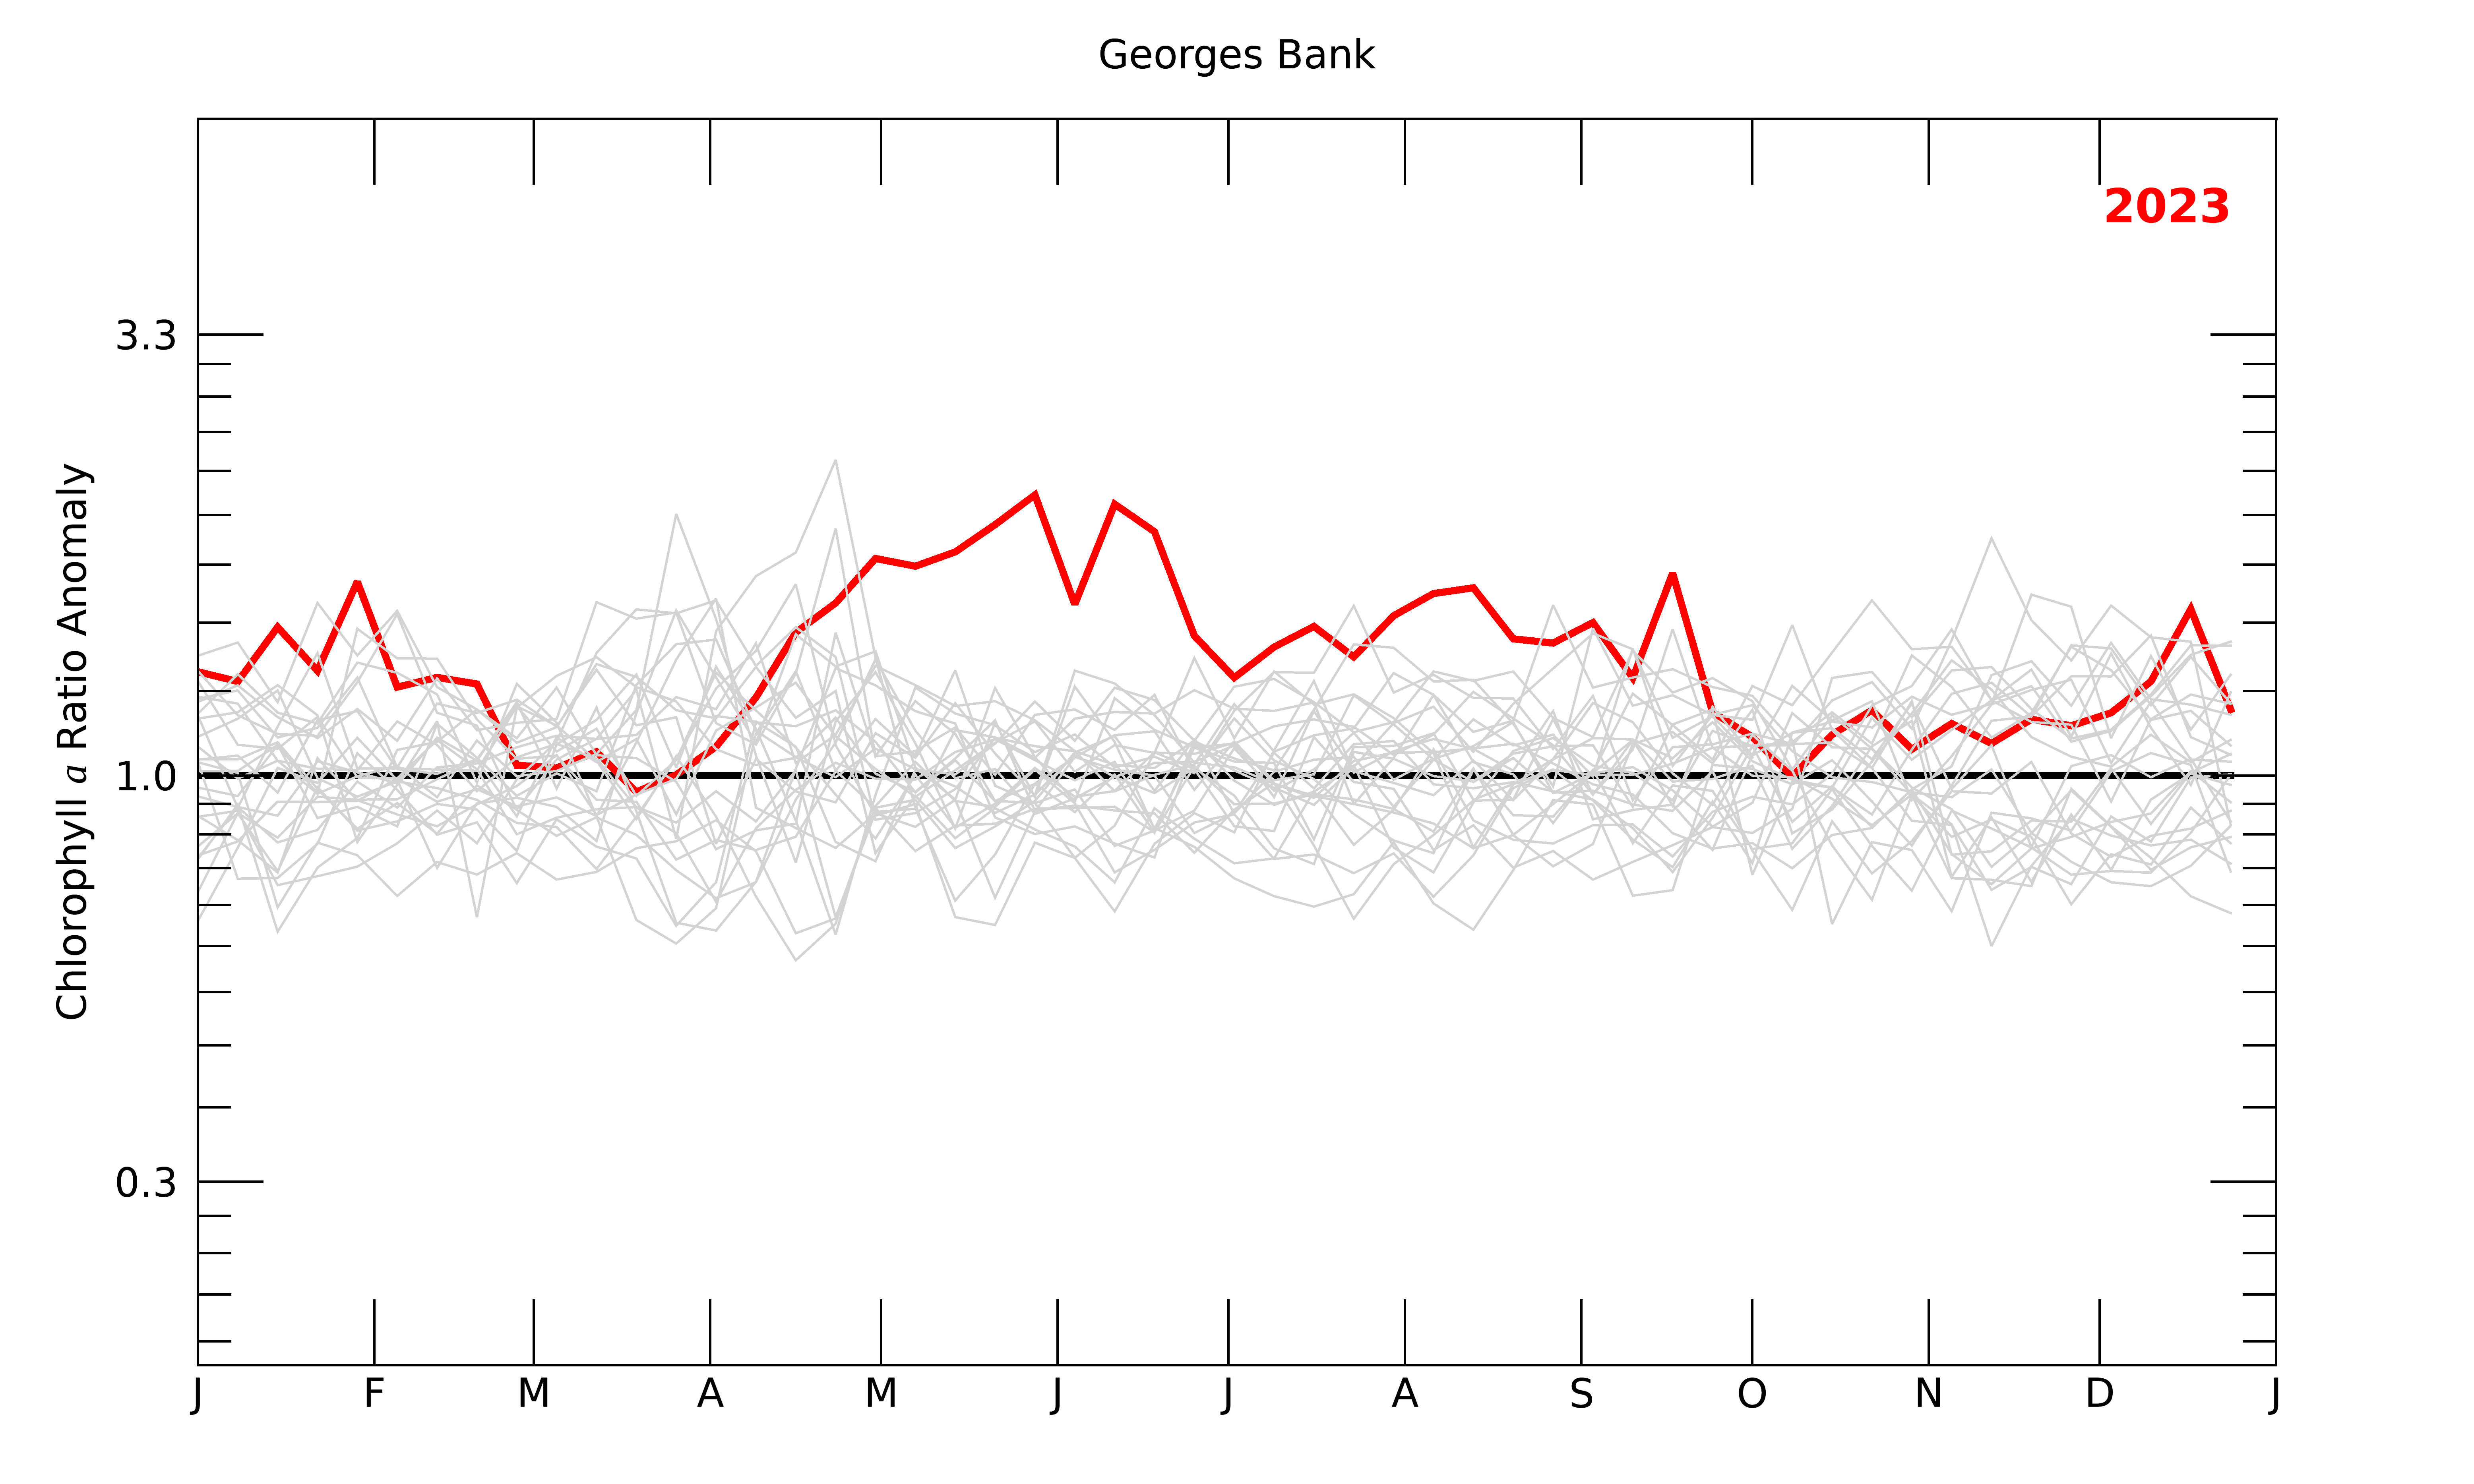 Georges Bank
2023
3.3
1.0
0.3
Chlorophyll a Ratio Anomaly
J F M A M J J A S O N D J